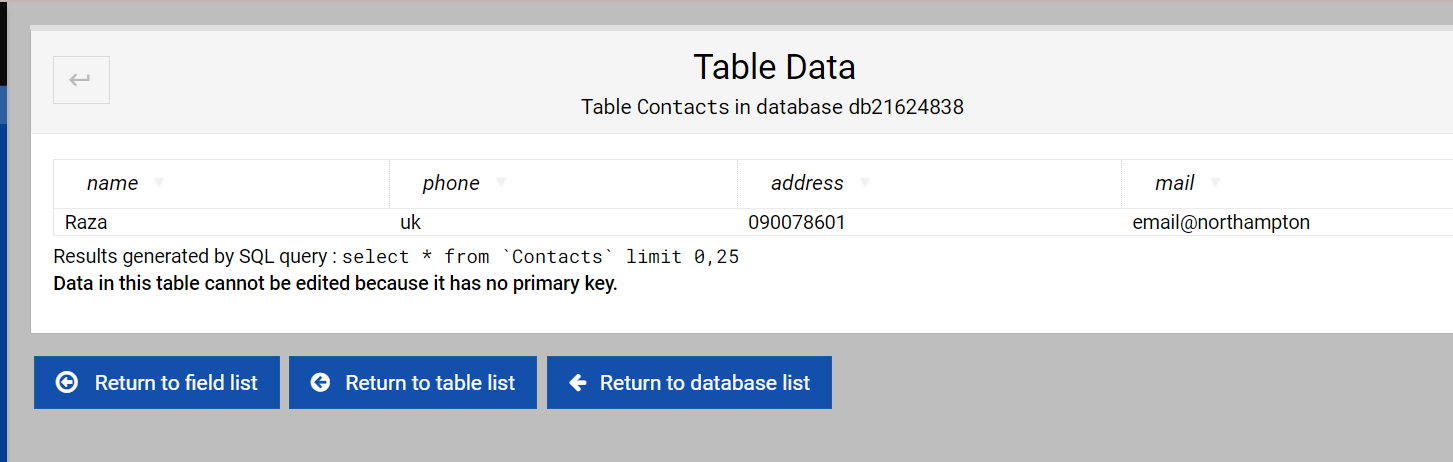 Table Data
Table Contacts in database db21624838
name phone address mail
Raza uk 090078601 email@northampton
Results generated by SQL query : select * from `Contacts` limit 0,25
Data in this table cannot be edited because it has no primary key.
Return to field list Return to table list Return to database list